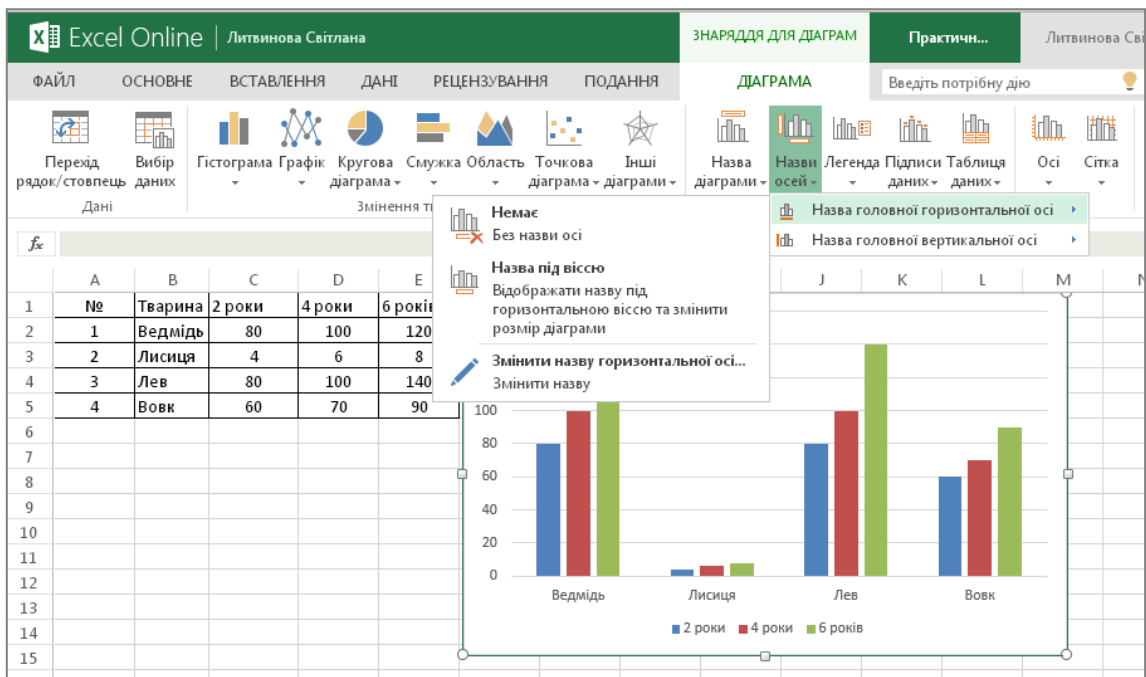 Excel Online | Литвинова Світлана
ЗНАРЯДДЯ ДЛЯ ДІАГРАМ
Практичн...
Литвинова Сві
ФАЙЛ ОСНОВНЕ ВСТАВЛЕННЯ ДАНІ РЕЦЕНЗУВАННЯ ПОДАННЯ ДІАГРАМА Введіть потрібну дію
Перехід рядок/стовпець
Вибір даних
Гістограма
Графік
Кругова діаграма
Смужка
Область
Точкова діаграма
Інші діаграми
Назва діаграми
Назви осей
Легенда
Підписи даних
Таблиця даних
Осі
Сітка
Дані
Змінення т
Назва головної горизонтальної осі
Назва головної вертикальної осі
Немає
Без назви осі
Назва під віссю
Відображати назву під
горизонтальною віссю та змінити
розмір діаграми
Змінити назву горизонтальної осі...
Змінити назву
fx
A B C D E J K L M
1 № Тварина 2 роки 4 роки 6 років
2 1 Ведмідь 80 100 120
3 2 Лисиця 4 6 8
4 3 Лев 80 100 140
5 4 Вовк 60 70 90
6
7
8
9
10
11
12
13
14
15
100
80
60
40
20
0
Ведмідь Лисиця Лев Вовк
2 роки 4 роки 6 років